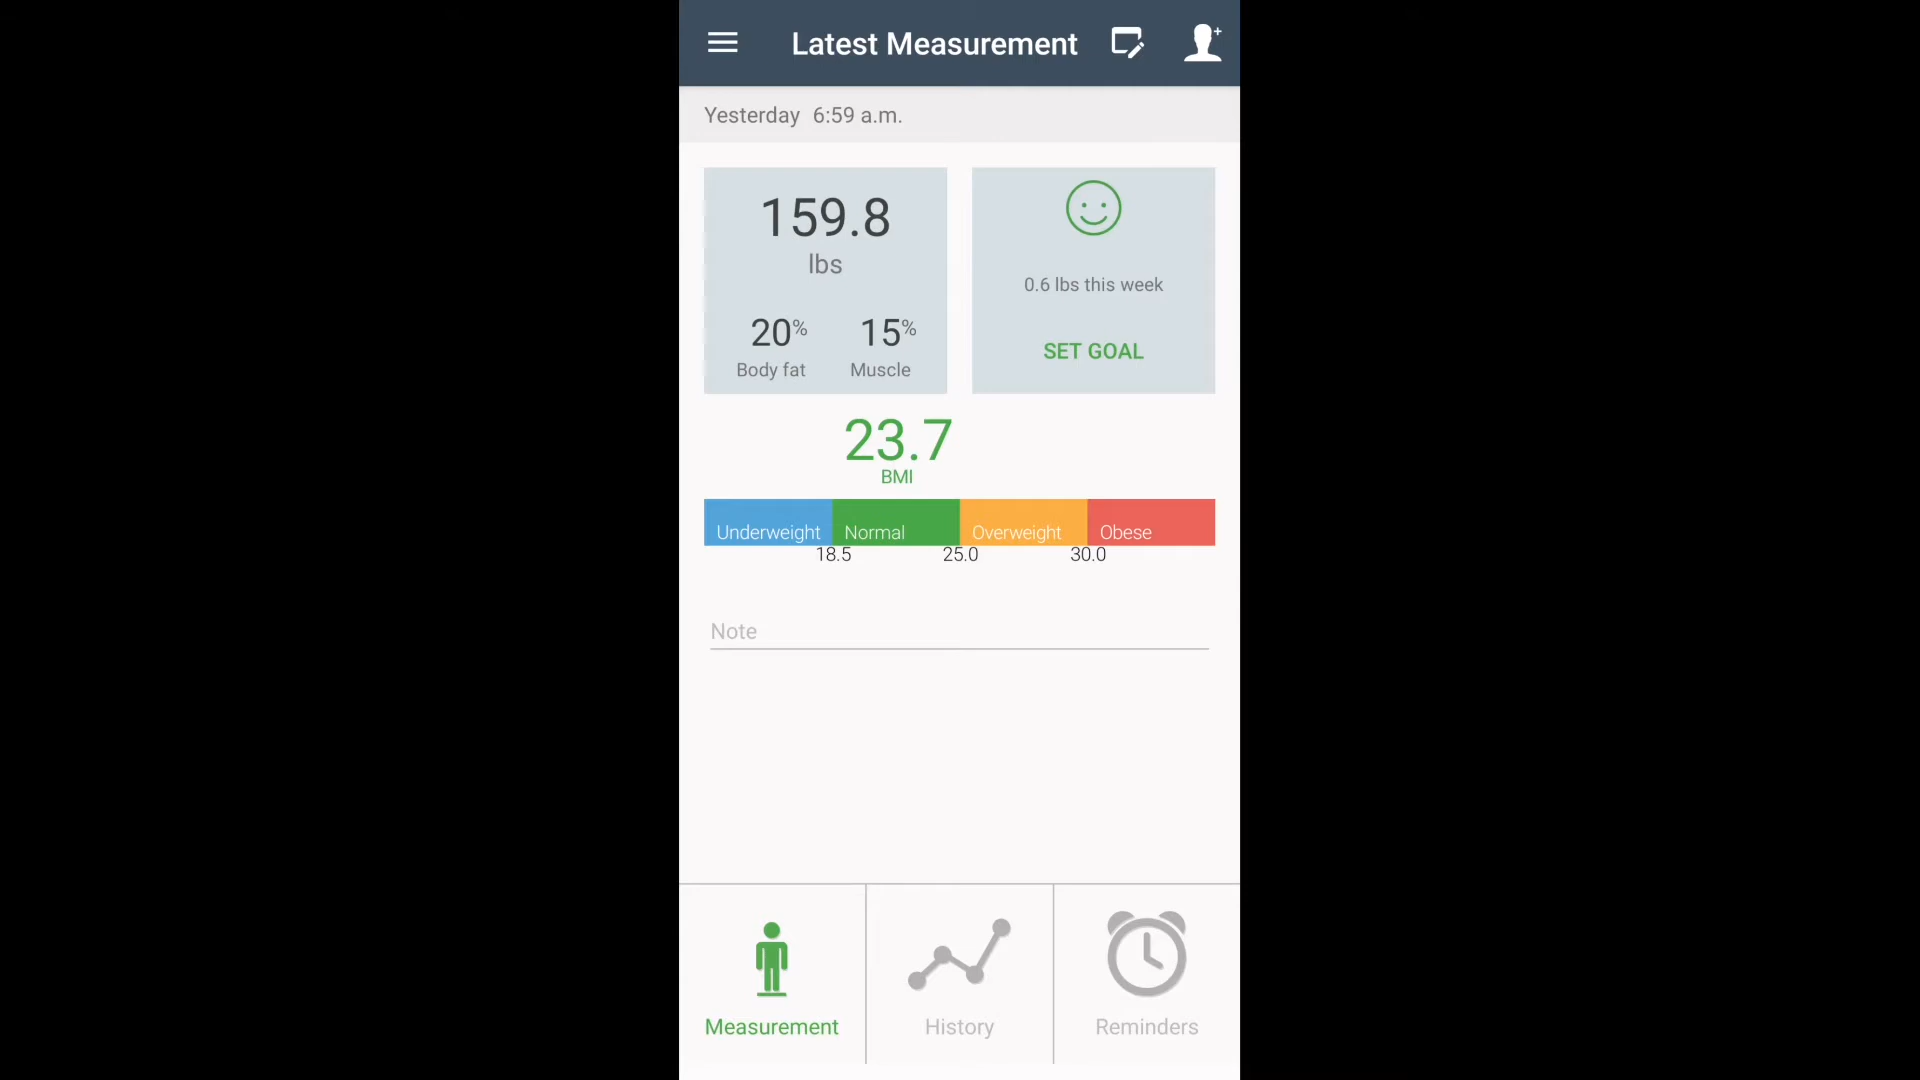 Latest Measurement
Yesterday 6:59 a.m.
159.8
lbs
20% 15%
Body fat Muscle
0.6 lbs this week
SET GOAL
23.7
BMI
Underweight Normal Overweight Obese
18.5 25.0 30.0
Note
Measurement History Reminders